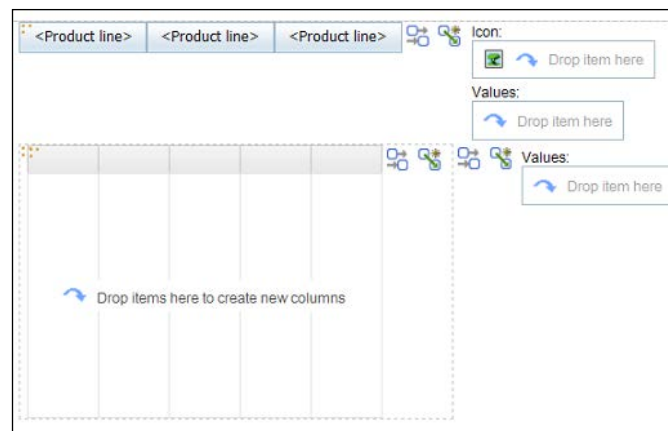 <Product line> <Product line> <Product line>
Icon:
Drop item here
Values:
Drop item here
Values:
Drop item here
Drop items here to create new columns